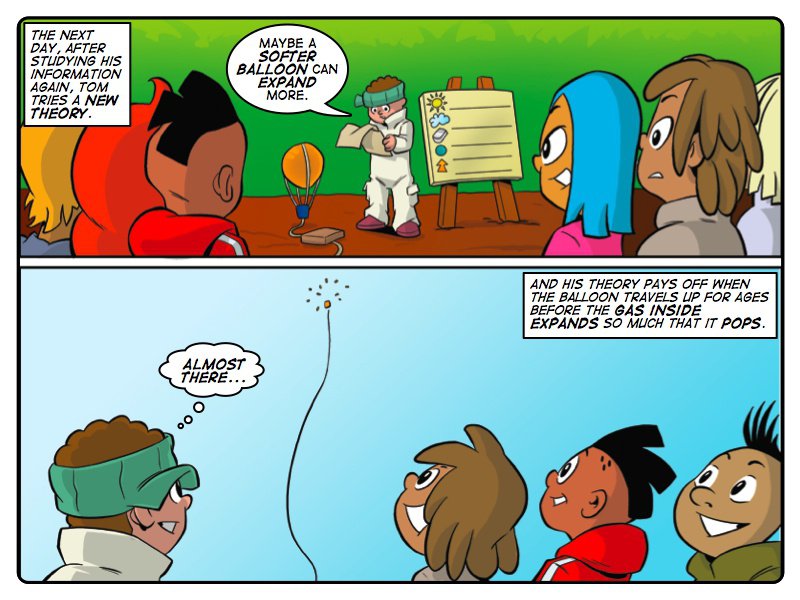 THE NEXT
DAY, AFTER
STUDYING HIS
INFORMATION
AGAIN, TOM
TRIES A NEW
THEORY.
MAYBE A
SOFTER
BALLOON CAN
EXPAND
MORE.
AND HIS THEORY PAYS OFF WHEN
THE BALLOON TRAVELS UP FOR AGES
BEFORE THE GAS INSIDE
EXPANDS SO MUCH THAT IT POPS.
ALMOST
THERE...